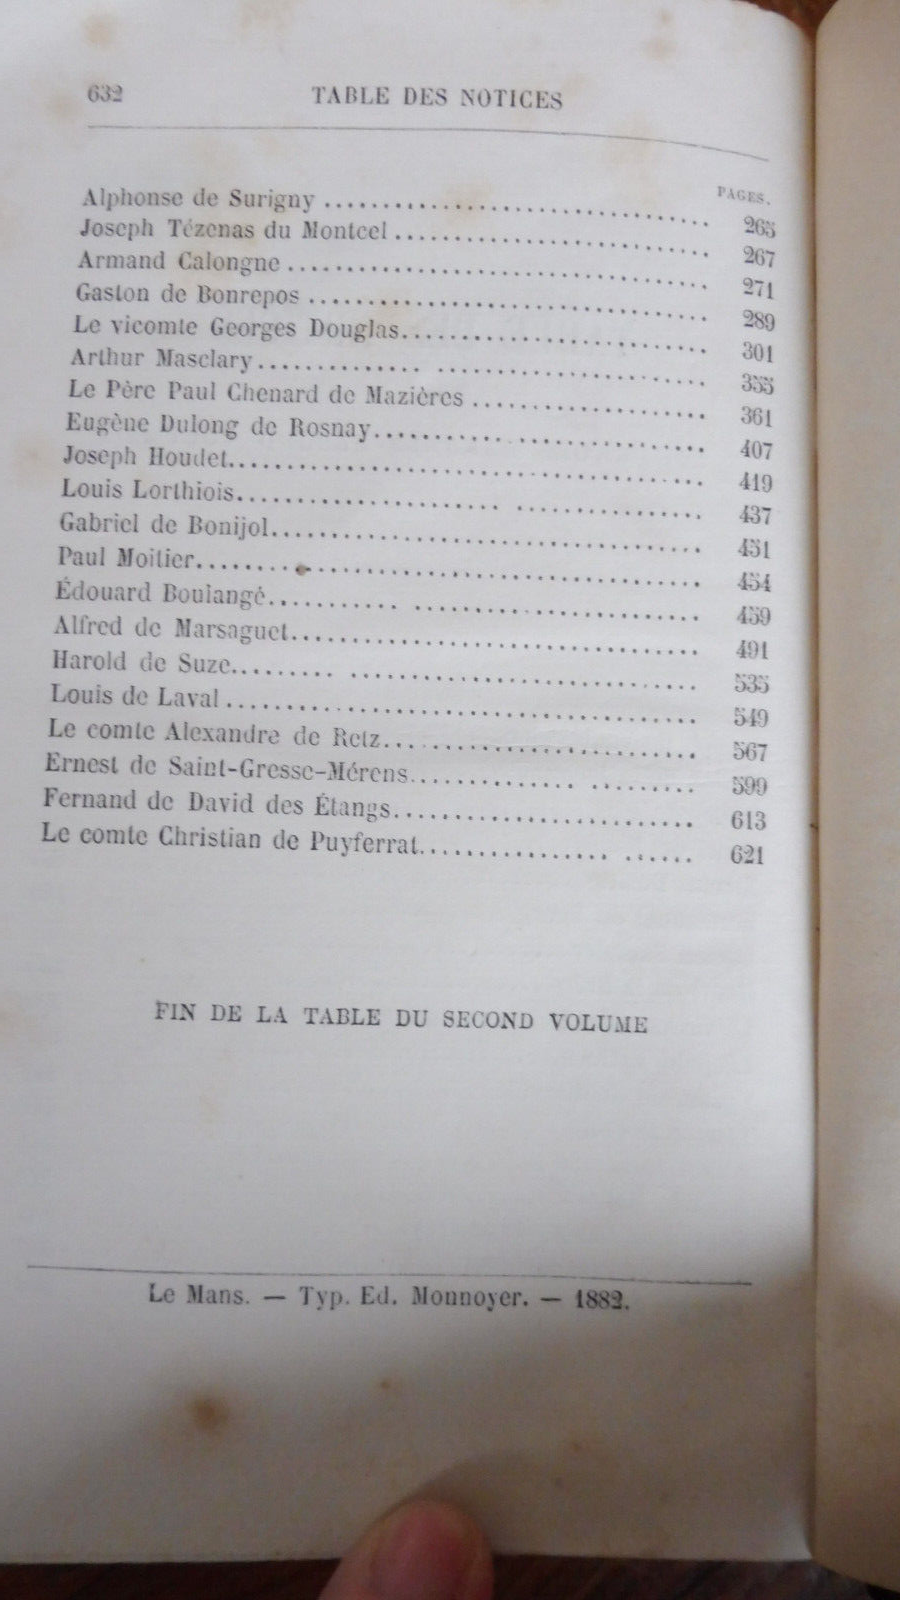 632 TABLE DES NOTICES
PAGES.
Alphonse de Surigny 265
Joseph Tézenas du Montcel 267
Armand Calongne 271
Gaston de Bonrepos 289
Le vicomte Georges Douglas 301
Arthur Masclary 355
Le Père Paul Chenard de Mazières 361
Eugène Dulong de Rosnay 407
Joseph Houdet 419
Louis Lorthiois 437
Gabriel de Bonijol 451
Paul Moitier 454
Édouard Boulangé 459
Alfred de Marsaguet 491
Harold de Suze 535
Louis de Laval 549
Le comte Alexandre de Retz 567
Ernest de Saint-Gresse-Mérens 599
Fernand de David des Étangs 613
Le comte Christian de Puyferrat 621
FIN DE LA TABLE DU SECOND VOLUME
Le Mans. — Typ. Ed. Monnoyer. — 1882.